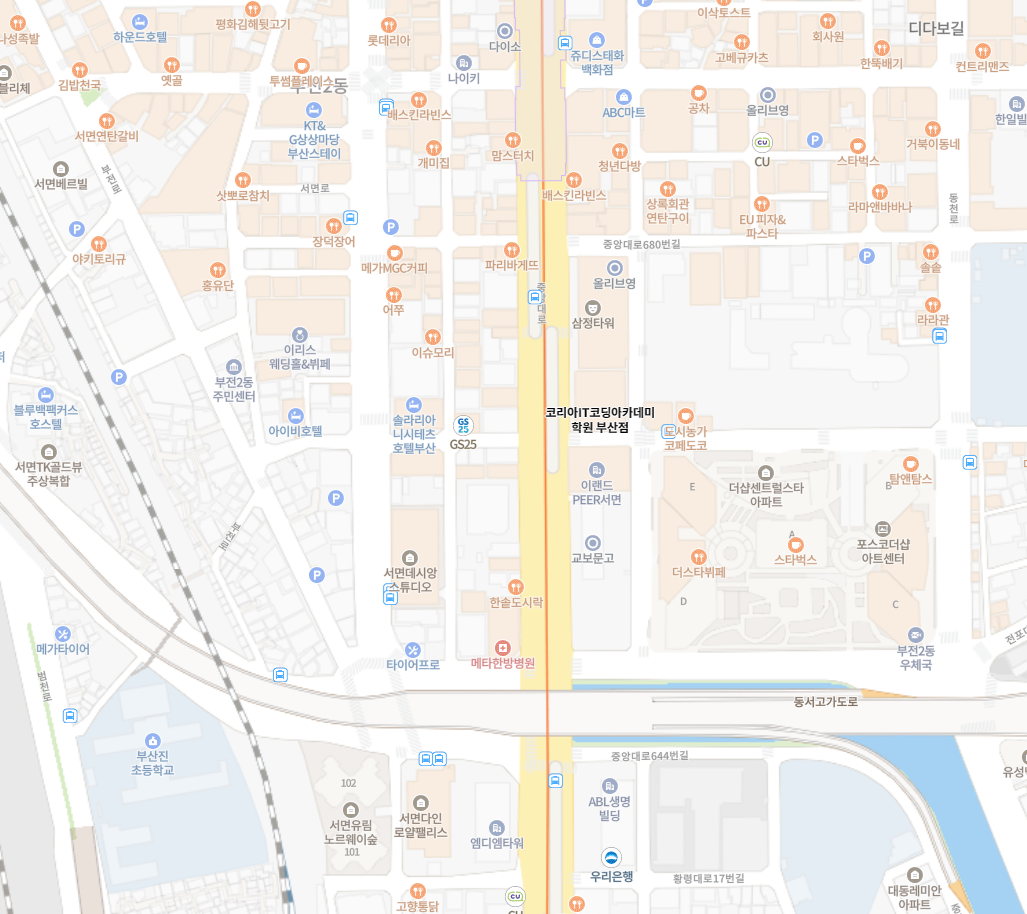 나성족발
하운드호텔
평화김해뒷고기
롯데리아
다이소
쥬디스태화
백화점
이삭토스트
고베규카츠
회사원
디다보길
한뚝배기
컨트리맨즈
김밥천국
옛골
투썸플레이스
나이키
배스킨라빈스
KT&
G상상마당
부산스테이
ABC마트
공차
올리브영
서면연탄갈비
개미집
맘스터치
청년다방
CU
스타벅스
거북이동네
서면베르빌
부전로
삿뽀로참치
서면로
배스킨라빈스
상록회관
연탄구이
EU 피자&
파스타
라마앤바바나
동천로
야키토리규
장덕장어
메가MGC커피
파리바게뜨
중앙대로680번길
홍유단
어쭈
올리브영
솔솔
중앙대로
삼정타워
라라관
이리스
웨딩홀&뷔페
이슈모리
부전2동
주민센터
블루백팩커스
호스텔
아이비호텔
솔라리아
니시테츠
호텔부산
GS25
코리아IT코딩아카데미
학원 부산점
도시농가
코페도코
서면TK골드뷰
주상복합
이랜드
PEER서면
E
더샵센트럴스타
아파트
B
탐앤탐스
부전로
A
교보문고
스타벅스
포스코더샵
아트센터
서면데시앙
스튜디오
더스타뷔페
한솔도시락
D
C
메가타이어
타이어프로
메타한방병원
부전2동
우체국
범천로
동서고가도로
부산진
초등학교
중앙대로644번길
102
서면유림
노르웨이숲
101
서면다인
로얄팰리스
엠디엠타워
ABL생명
빌딩
우리은행
황령대로17번길
고향통닭
CU
대동레미안
아파트